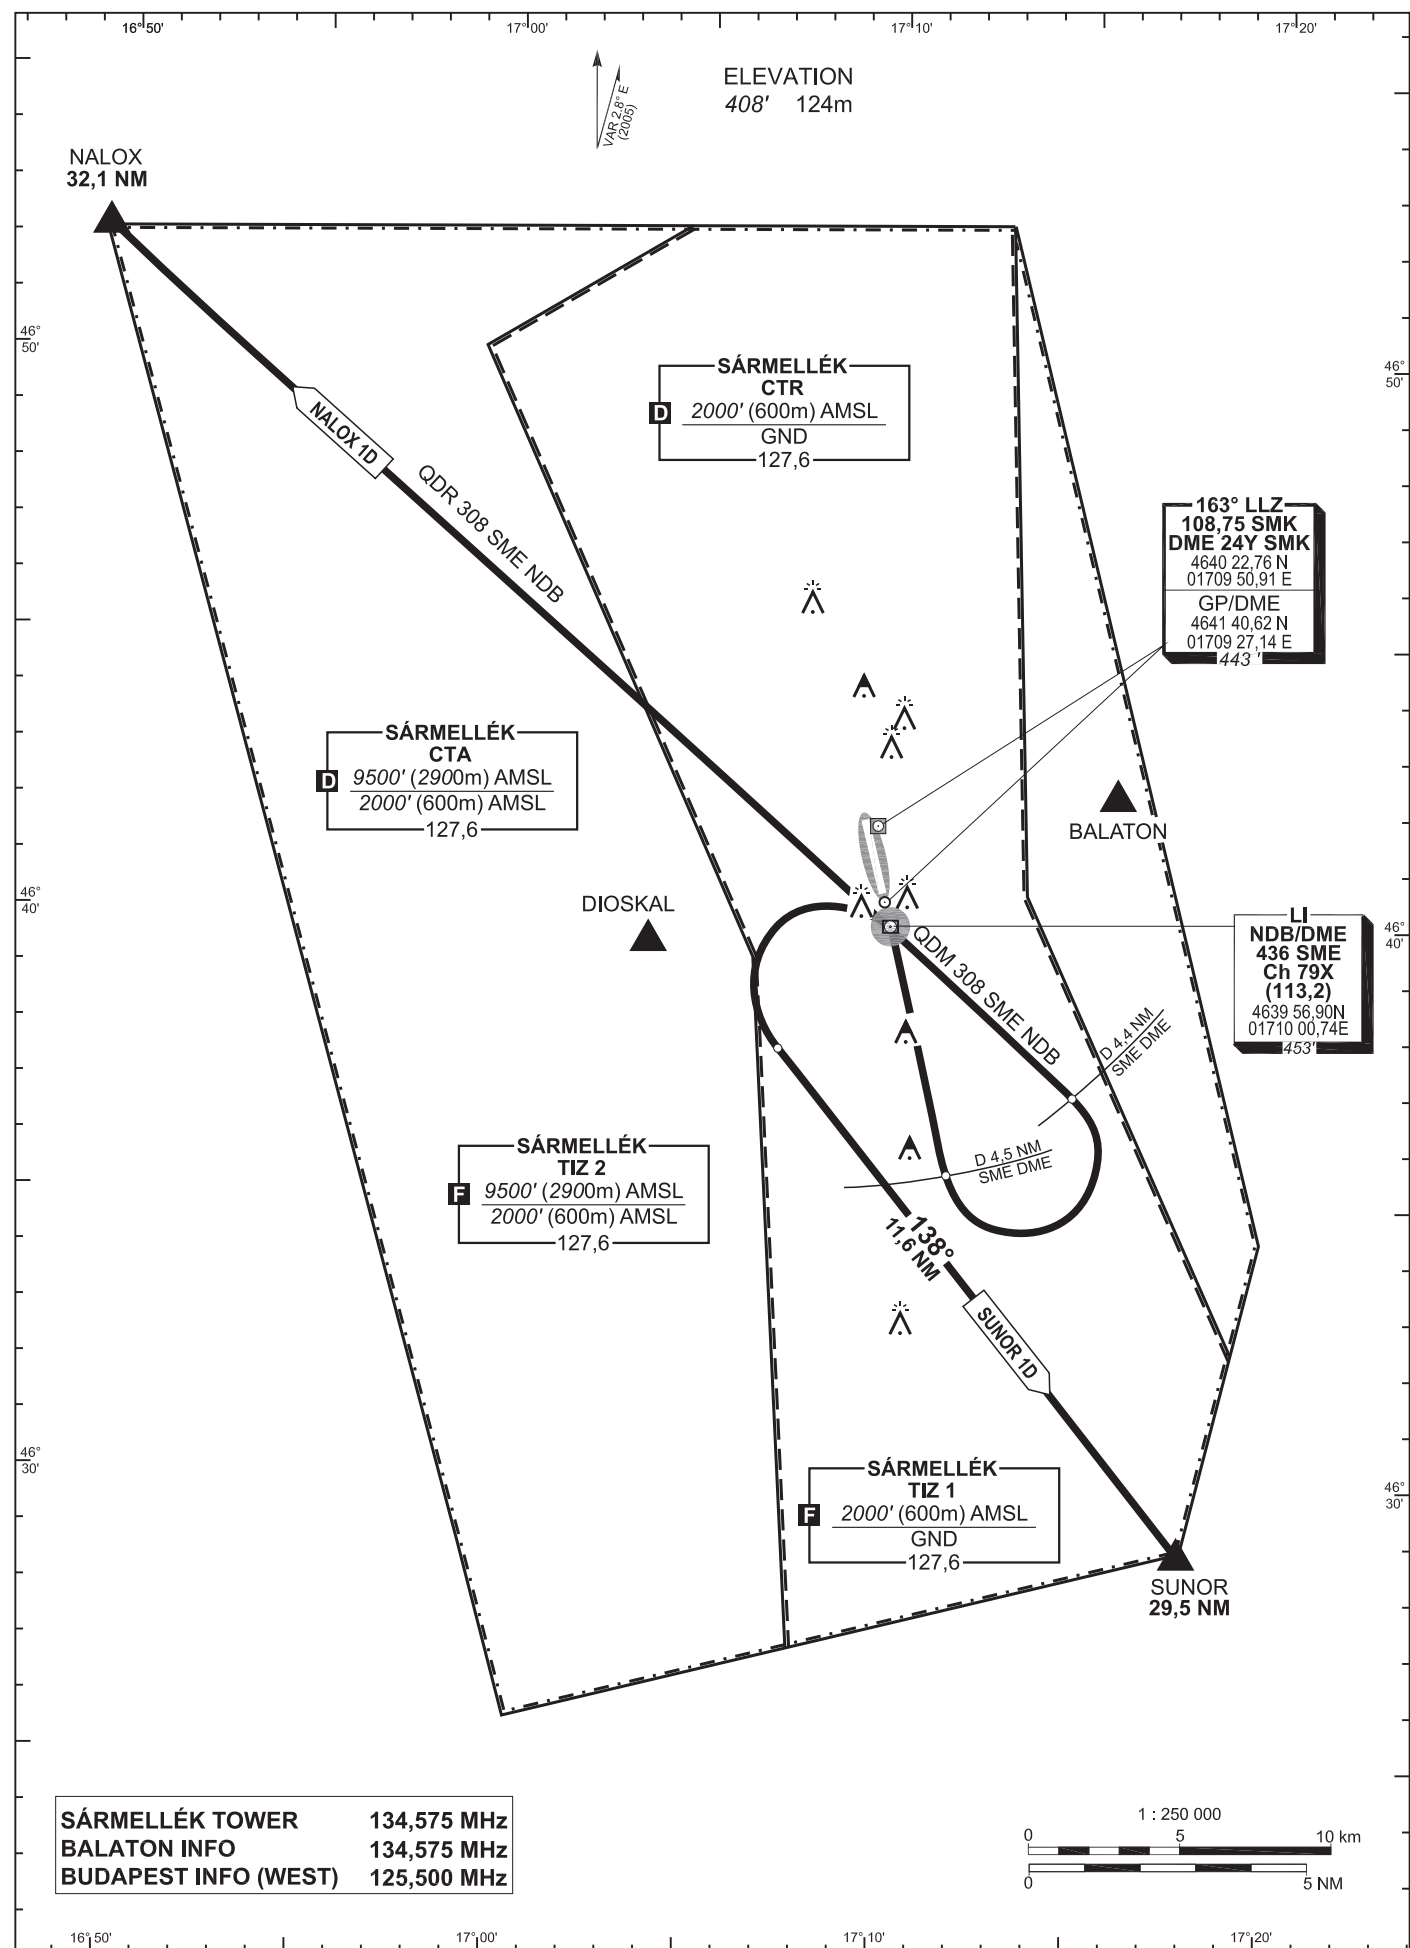 16°50'
17°00'
17°10'
17°20'
ELEVATION
408' 124m
VAR 2.8° E
(2005)
NALOX
32,1 NM
46°
50'
46°
50'
SÁRMELLÉK
CTR
D
2000' (600m) AMSL
GND
127,6
NALOX 1D
QDR 308 SME NDB
163° LLZ
108,75 SMK
DME 24Y SMK
4640 22,76 N
01709 50,91 E
GP/DME
4641 40,62 N
01709 27,14 E
443 '
SÁRMELLÉK
CTA
D
9500' (2900m) AMSL
2000' (600m) AMSL
127,6
BALATON
DIOSKAL
46°
40'
46°
40'
LI
NDB/DME
436 SME
Ch 79X
(113,2)
4639 56,90N
01710 00,74E
453'
QDM 308 SME NDB
D 4,4 NM
SME DME
D 4,5 NM
SME DME
SÁRMELLÉK
TIZ 2
F
9500' (2900m) AMSL
2000' (600m) AMSL
127,6
138°
11,6 NM
SUNOR 1D
46°
30'
46°
30'
SÁRMELLÉK
TIZ 1
F
2000' (600m) AMSL
GND
127,6
SUNOR
29,5 NM
SÁRMELLÉK TOWER 134,575 MHz
BALATON INFO 134,575 MHz
BUDAPEST INFO (WEST) 125,500 MHz
1 : 250 000
0 5 10 km
0 5 NM
16°50'
17°00'
17°10'
17°20'